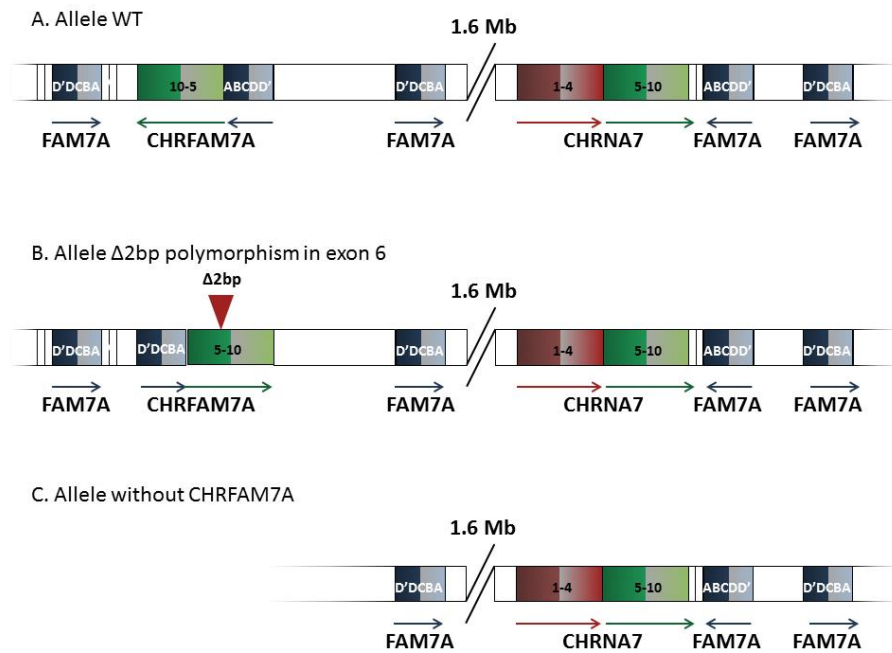 A. Allele WT
1.6 Mb
D'DCBA 10-5 ABCDD' D'DCBA 1-4 5-10 ABCDD' D'DCBA
FAM7A CHRFAM7A FAM7A CHRNA7 FAM7A FAM7A
B. Allele Δ2bp polymorphism in exon 6
Δ2bp
1.6 Mb
D'DCBA D'DCBA 5-10 D'DCBA 1-4 5-10 ABCDD' D'DCBA
FAM7A CHRFAM7A FAM7A CHRNA7 FAM7A FAM7A
C. Allele without CHRFAM7A
1.6 Mb
D'DCBA 1-4 5-10 ABCDD' D'DCBA
FAM7A CHRNA7 FAM7A FAM7A